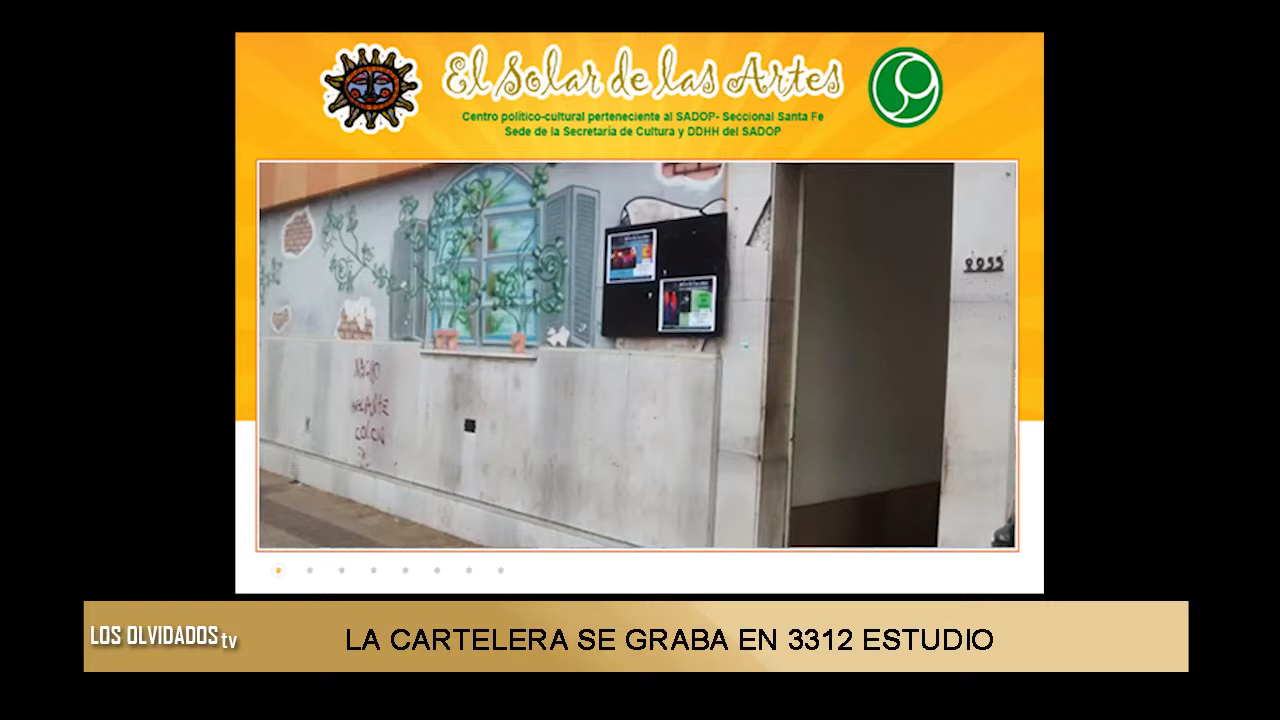 El Solar de las Artes
Centro político-cultural perteneciente al SADOP- Seccional Santa Fe
Sede de la Secretaría de Cultura y DDHH del SADOP
LOS OLVIDADOS tv
LA CARTELERA SE GRABA EN 3312 ESTUDIO